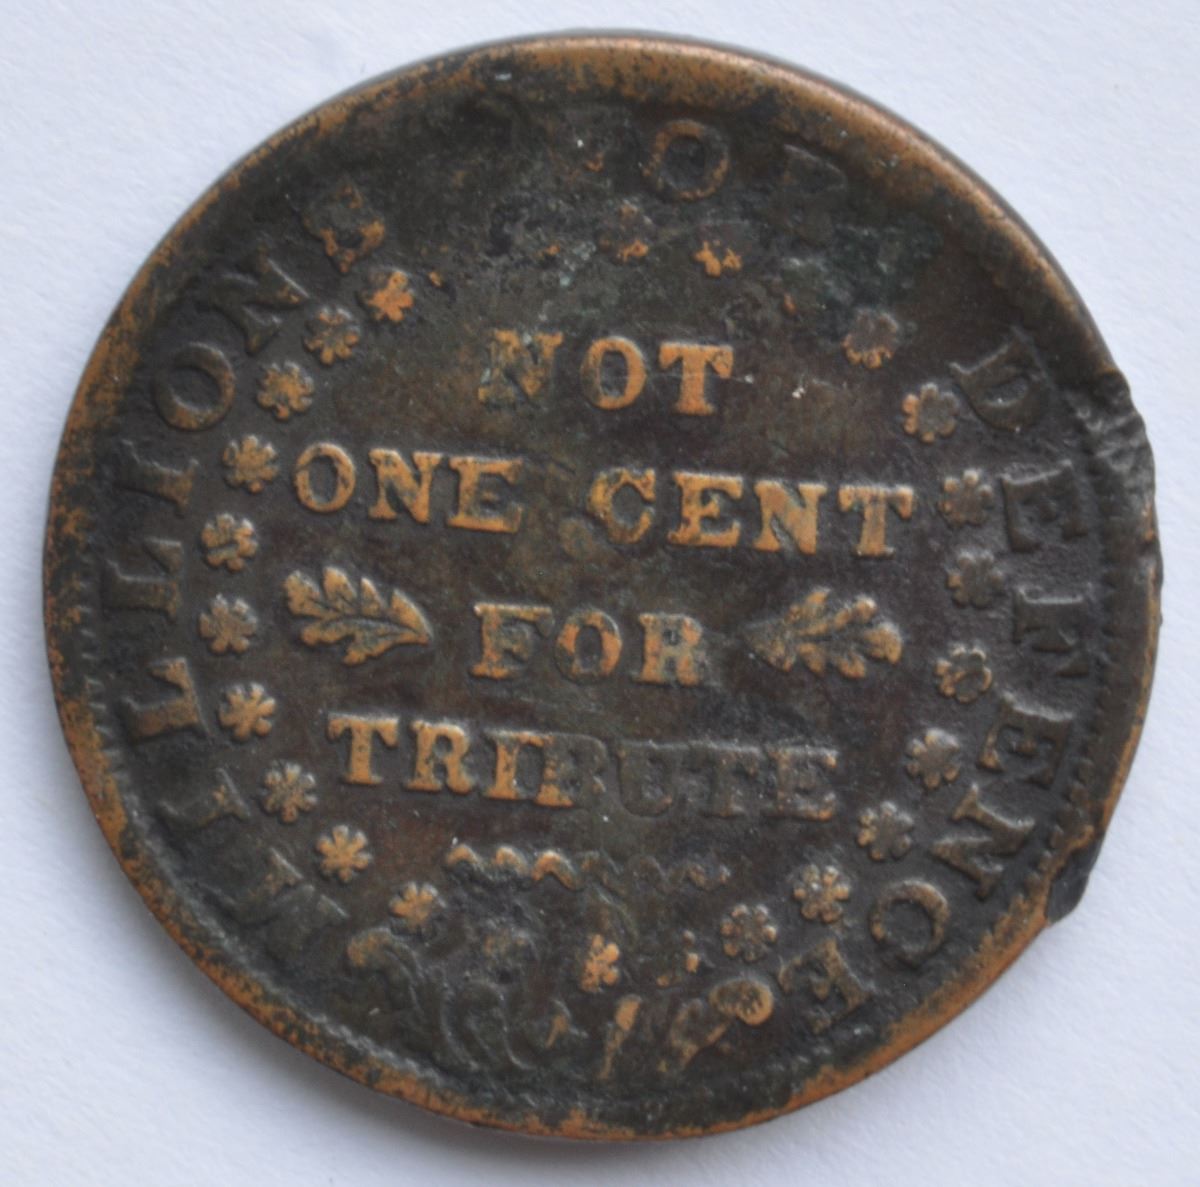 MILLIONS FOR DEFENCE
NOT
ONE CENT
FOR
TRIBUTE